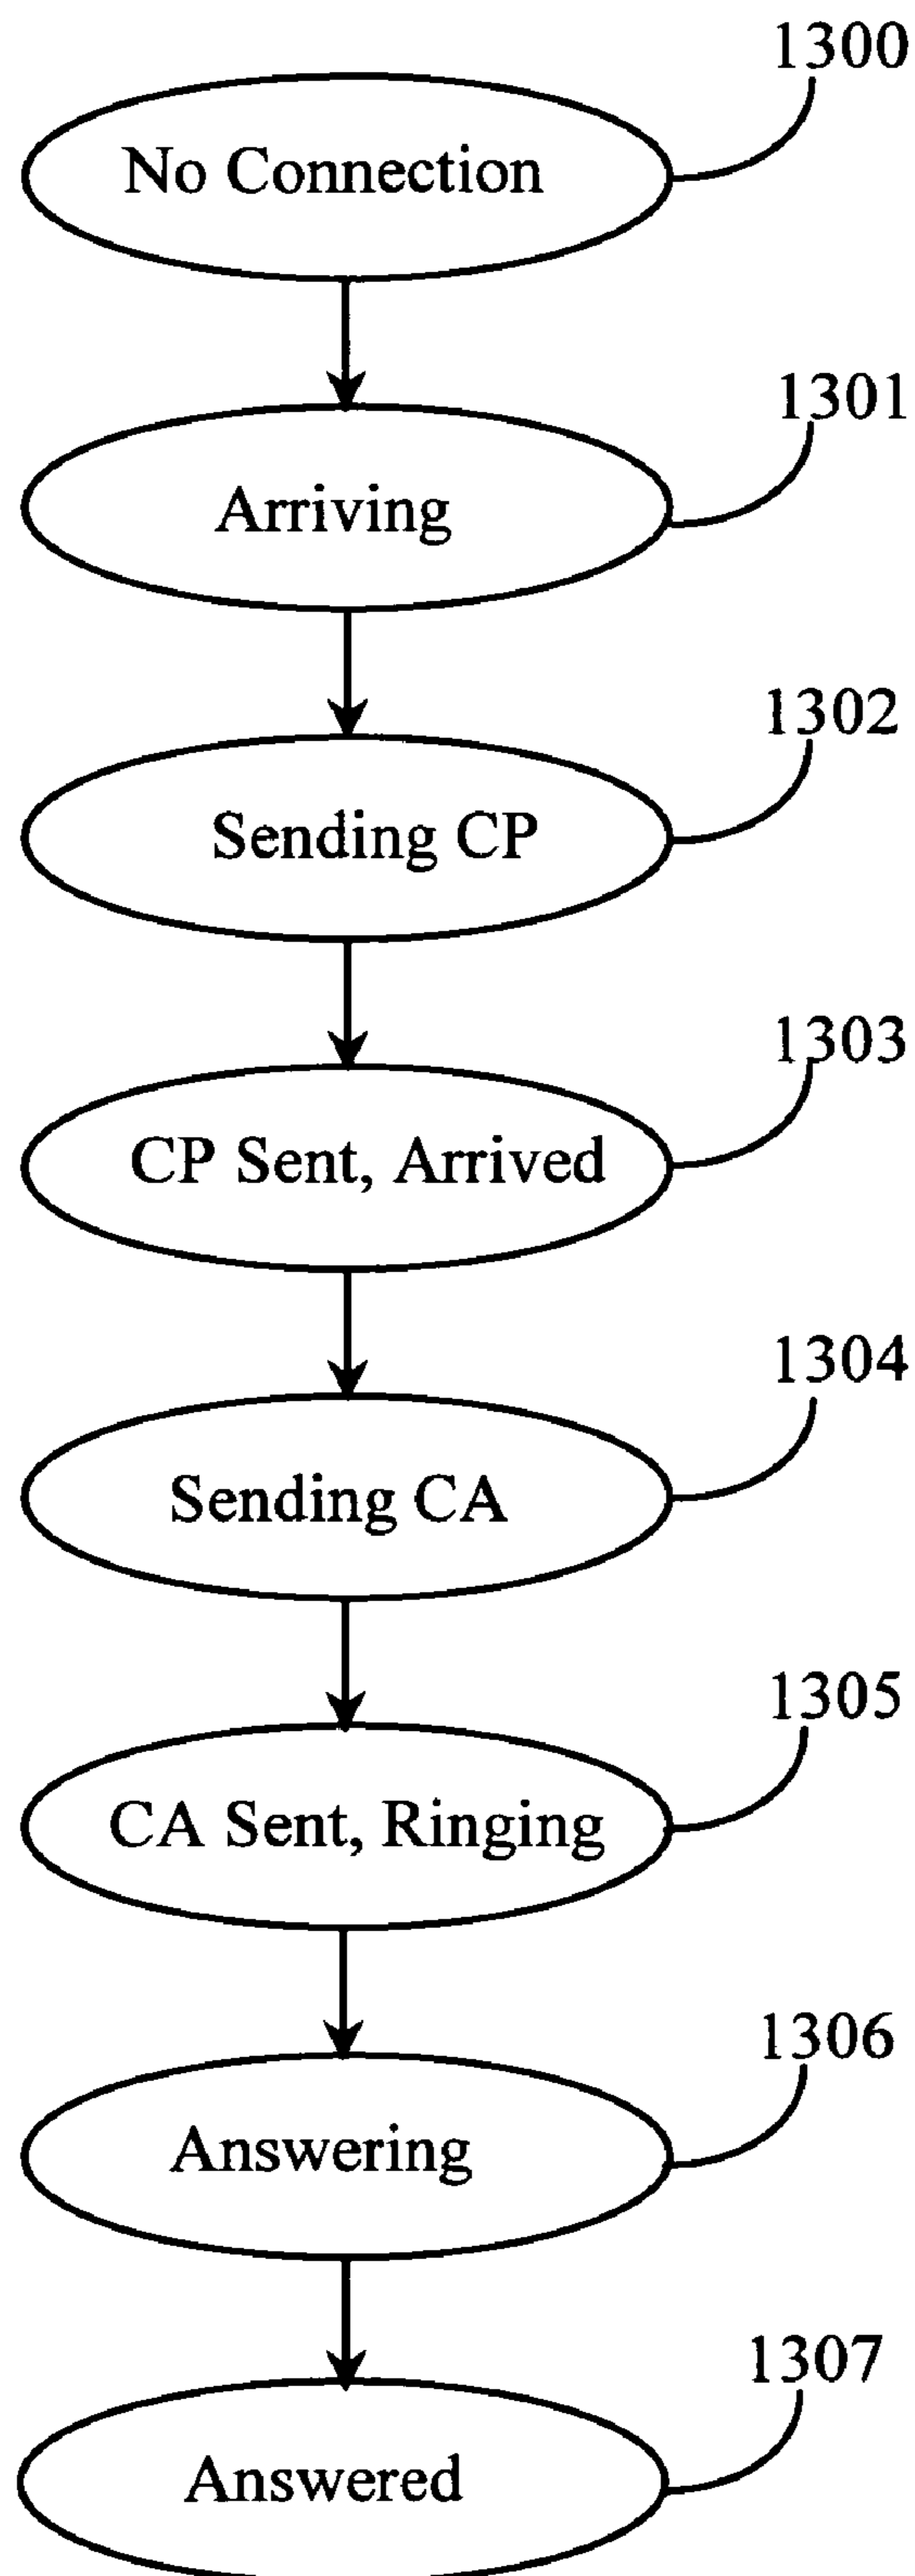 1300
No Connection
1301
Arriving
1302
Sending CP
1303
CP Sent, Arrived
1304
Sending CA
1305
CA Sent, Ringing
1306
Answering
1307
Answered